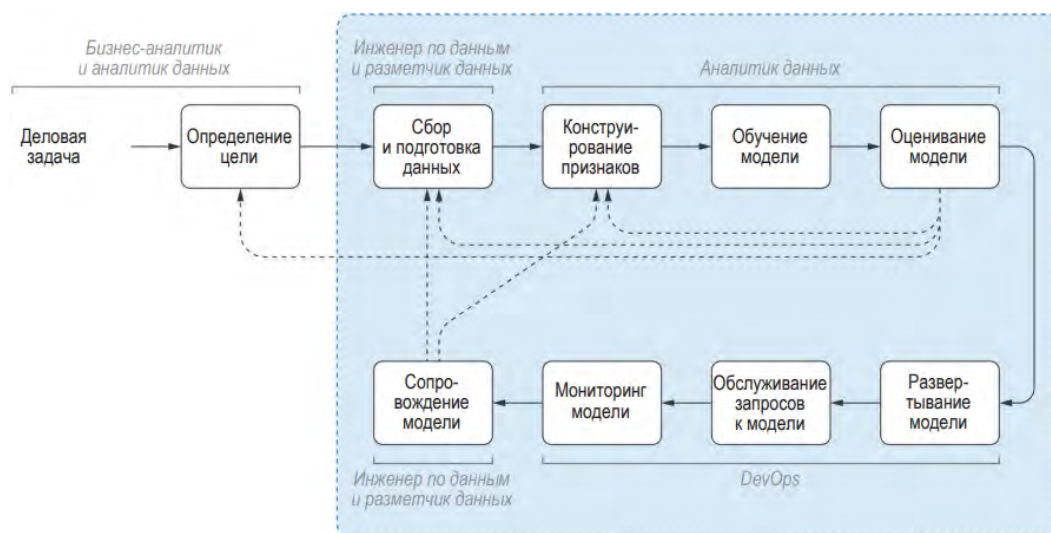 Бизнес-аналитик
и аналитик данных
Инженер по данным
и разметчик данных
Аналитик данных
Деловая
задача
Определение
цели
Сбор
и подготовка
данных
Конструи-
рование
признаков
Обучение
модели
Оценивание
модели
Сопро-
вождение
модели
Мониторинг
модели
Обслуживание
запросов
к модели
Развер-
тывание
модели
Инженер по данным
и разметчик данных
DevOps